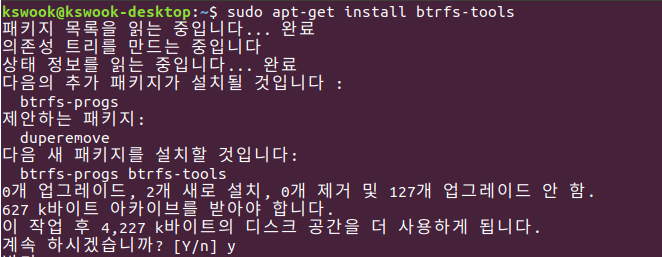 kswook@kswook-desktop:~$ sudo apt-get install btrfs-tools
패키지 목록을 읽는 중입니다... 완료
의존성 트리를 만드는 중입니다
상태 정보를 읽는 중입니다... 완료
다음의 추가 패키지가 설치될 것입니다 :
  btrfs-progs
제안하는 패키지:
  duperemove
다음 새 패키지를 설치할 것입니다:
  btrfs-progs btrfs-tools
0개 업그레이드, 2개 새로 설치, 0개 제거 및 127개 업그레이드 안 함.
627 k바이트 아카이브를 받아야 합니다.
이 작업 후 4,227 k바이트의 디스크 공간을 더 사용하게 됩니다.
계속 하시겠습니까? [Y/n] y